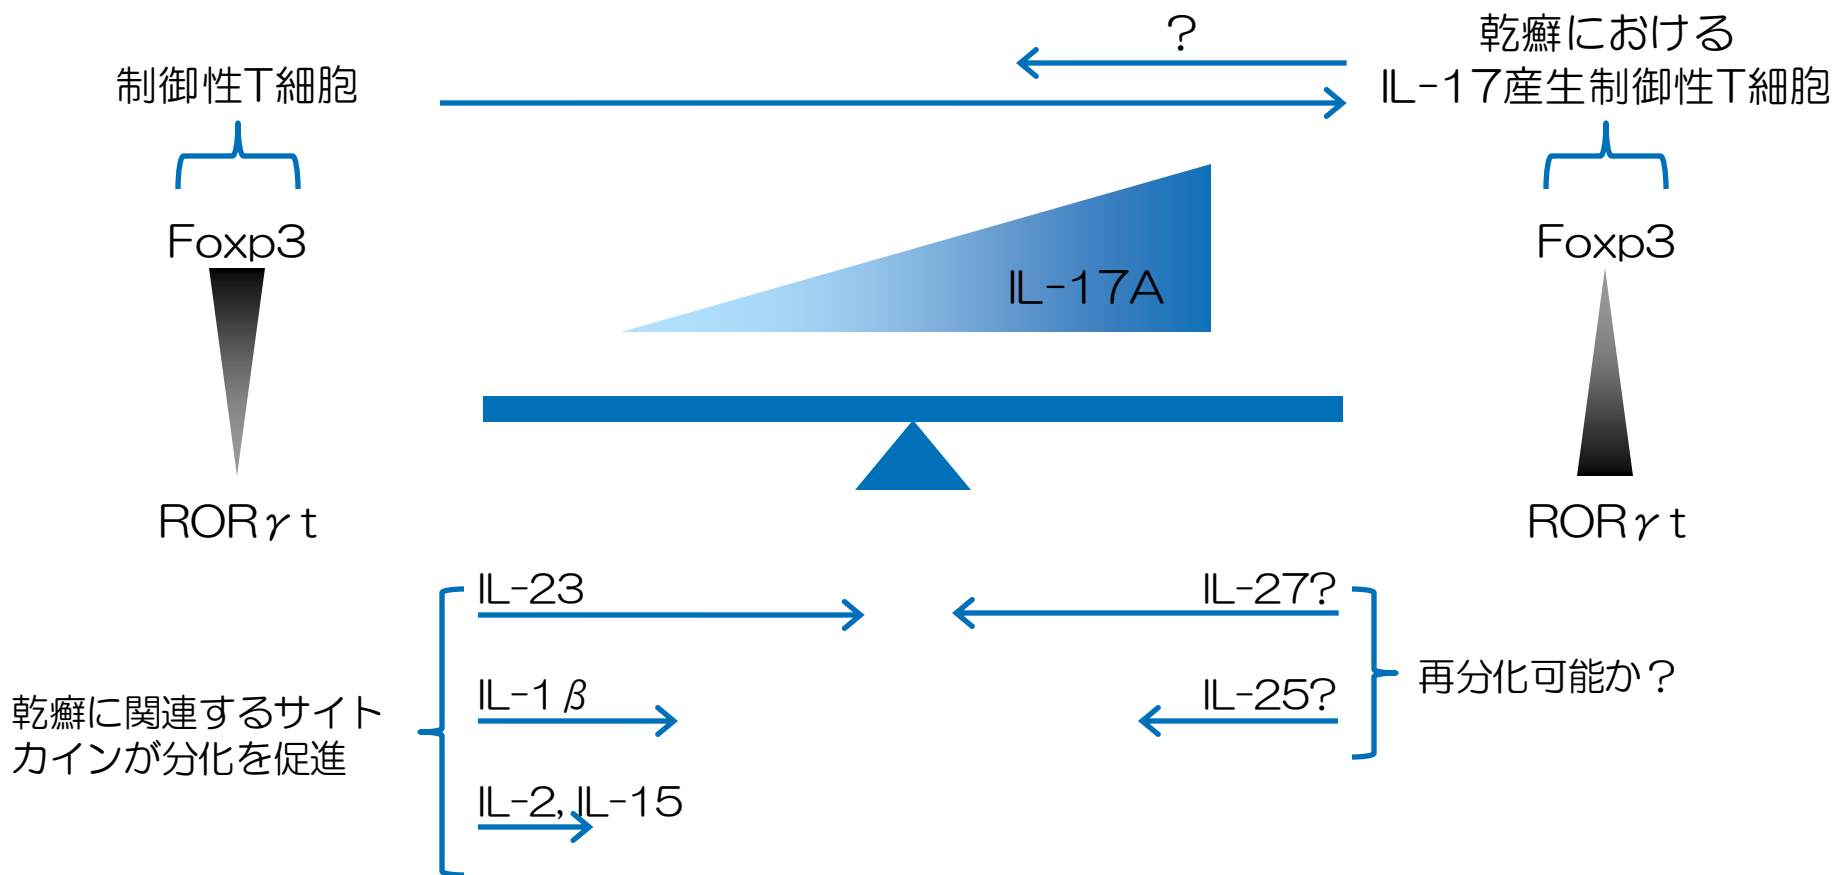 ?
乾癬における
IL-17産生制御性T細胞
制御性T細胞
Foxp3
Foxp3
IL-17A
RORγt
RORγt
IL-23
IL-27?
IL-1β
IL-25?
再分化可能か？
乾癬に関連するサイト
カインが分化を促進
IL-2, IL-15